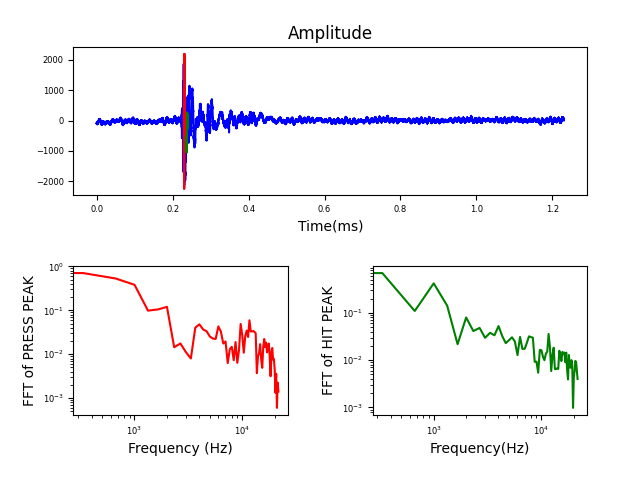 Amplitude
2000
1000
0
−1000
−2000
0.0 0.2 0.4 0.6 0.8 1.0 1.2
Time(ms)
FFT of PRESS PEAK
10⁰
10⁻¹
10⁻²
10⁻³
10³ 10⁴
Frequency (Hz)
FFT of HIT PEAK
10⁻¹
10⁻²
10⁻³
10³ 10⁴
Frequency(Hz)